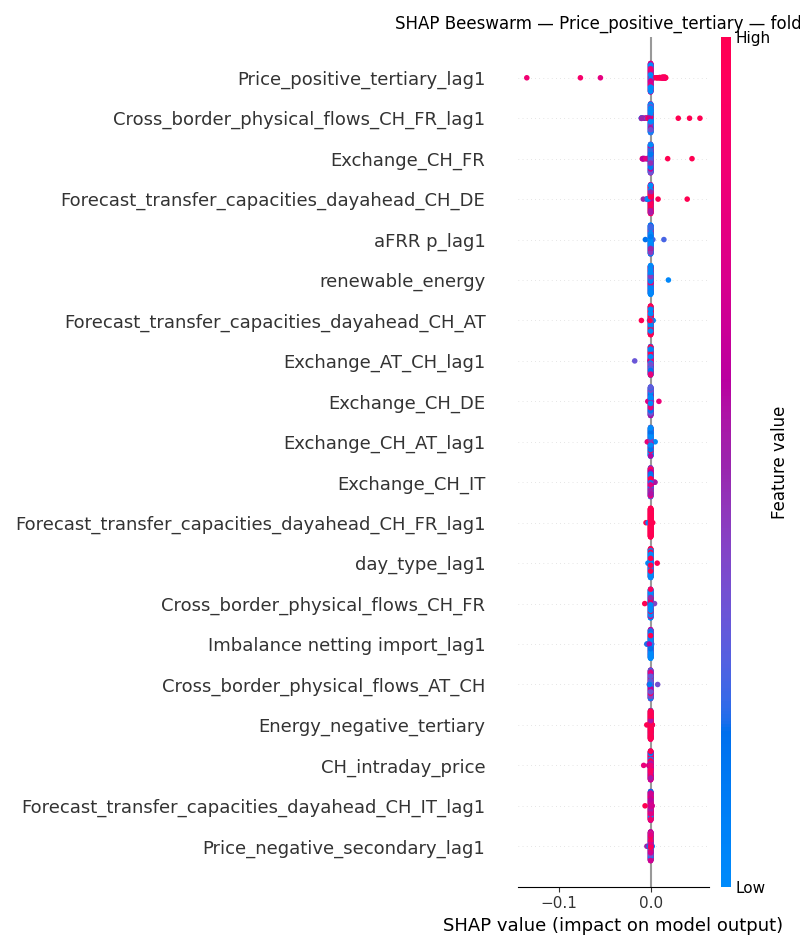 SHAP Beeswarm — Price_positive_tertiary — fold
High
Price_positive_tertiary_lag1
Cross_border_physical_flows_CH_FR_lag1
Exchange_CH_FR
Forecast_transfer_capacities_dayahead_CH_DE
aFRR p_lag1
renewable_energy
Forecast_transfer_capacities_dayahead_CH_AT
Exchange_AT_CH_lag1
Exchange_CH_DE
Exchange_CH_AT_lag1
Exchange_CH_IT
Forecast_transfer_capacities_dayahead_CH_FR_lag1
day_type_lag1
Cross_border_physical_flows_CH_FR
Imbalance netting import_lag1
Cross_border_physical_flows_AT_CH
Energy_negative_tertiary
CH_intraday_price
Forecast_transfer_capacities_dayahead_CH_IT_lag1
Price_negative_secondary_lag1
Feature value
Low
−0.1 0.0
SHAP value (impact on model output)